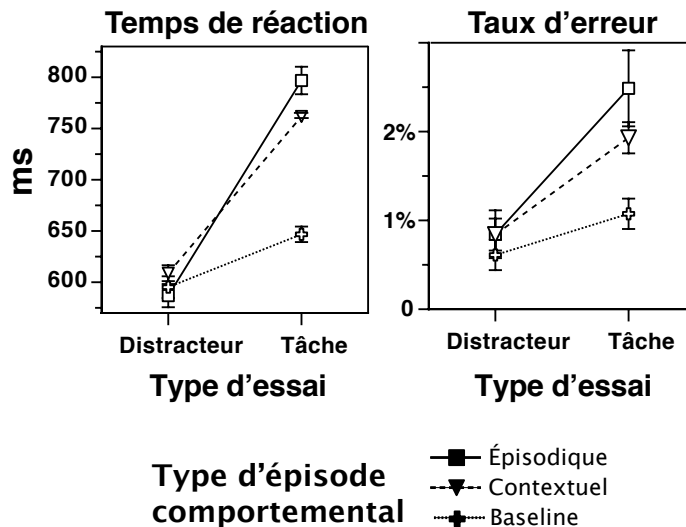 Temps de réaction
Taux d'erreur
800
750
700
650
600
ms
2%
1%
0
Distracteur Tâche
Distracteur Tâche
Type d'essai
Type d'essai
Type d'épisode
comportemental
Épisodique
Contextuel
Baseline